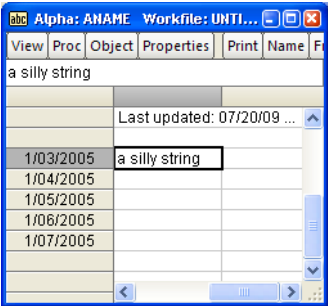 abc Alpha: ANAME Workfile: UNTI...
View Proc Object Properties Print Name F
a silly string
Last updated: 07/20/09 ...
1/03/2005 a silly string
1/04/2005
1/05/2005
1/06/2005
1/07/2005